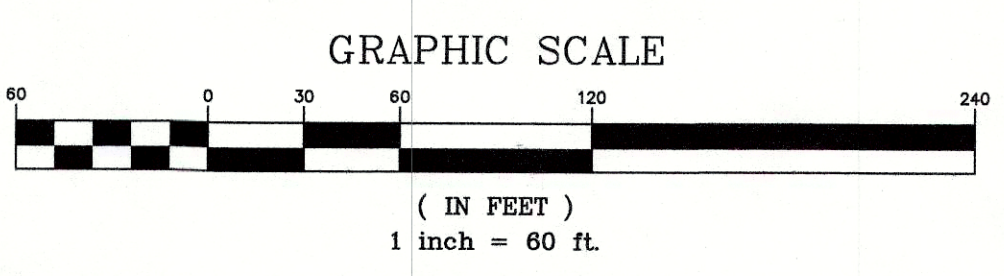 GRAPHIC SCALE
60 0 30 60 120 240
( IN FEET )
1 inch = 60 ft.